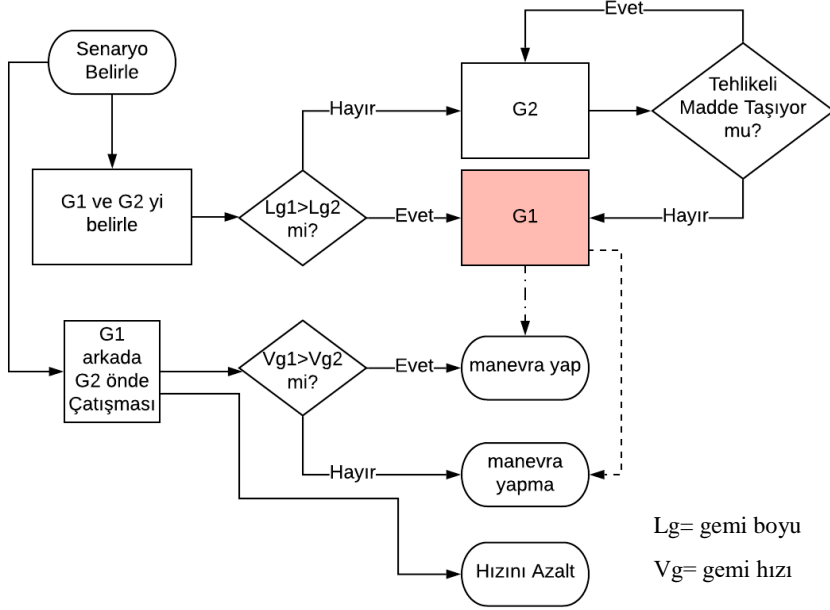 Evet
Senaryo
Belirle
Tehlikeli
Madde Taşıyor
mu?
Hayır
G2
G1 ve G2 yi
belirle
Lg1>Lg2
mi?
Evet
G1
Hayır
G1
arkada
G2 önde
Çatışması
Vg1>Vg2
mi?
Evet
manevra yap
Hayır
manevra
yapma
Lg= gemi boyu
Hızını Azalt
Vg= gemi hızı